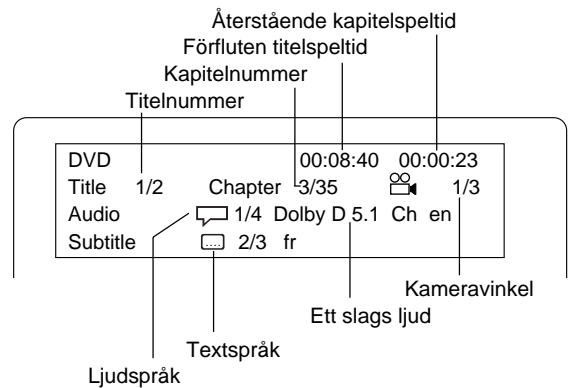 Återstående kapitelspeltid
Förfluten titelspeltid
Kapitelnummer
Titelnummer
DVD 00:08:40 00:00:23
Title 1/2 Chapter 3/35 1/3
Audio 1/4 Dolby D 5.1 Ch en
Subtitle .... 2/3 fr
Kameravinkel
Ett slags ljud
Textspråk
Ljudspråk